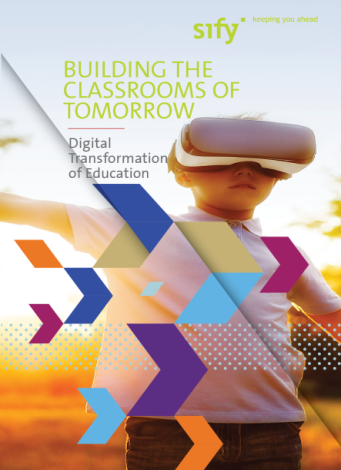 sify
keeping you ahead
BUILDING THE
CLASSROOMS OF
TOMORROW
Digital
Transformation
of Education